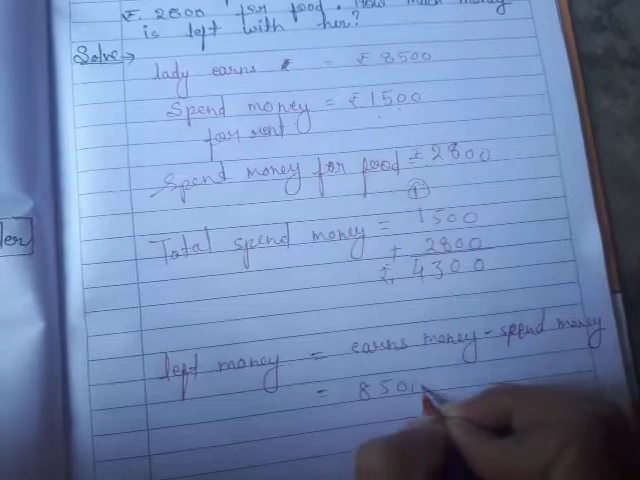 ₹. 2800 for food. How much money
is left with her?
Solve →
lady earns = ₹ 8500
Spend money = ₹ 1500
for rent
Spend money for food = 2800
Total spend money = 1500
+ 2800
₹. 4300
left money = earns money - spend money
= 850